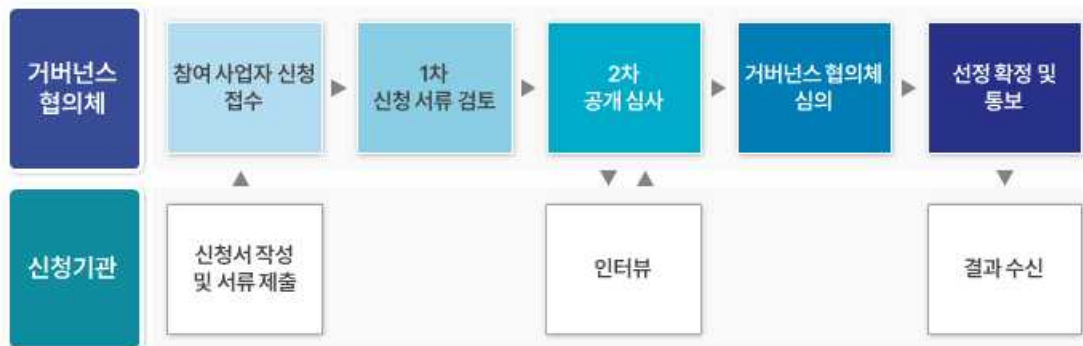 거버넌스
협의체
참여 사업자 신청
접수
1차
신청 서류 검토
2차
공개 심사
거버넌스 협의체
심의
선정 확정 및
통보
신청기관
신청서 작성
및 서류 제출
인터뷰
결과 수신